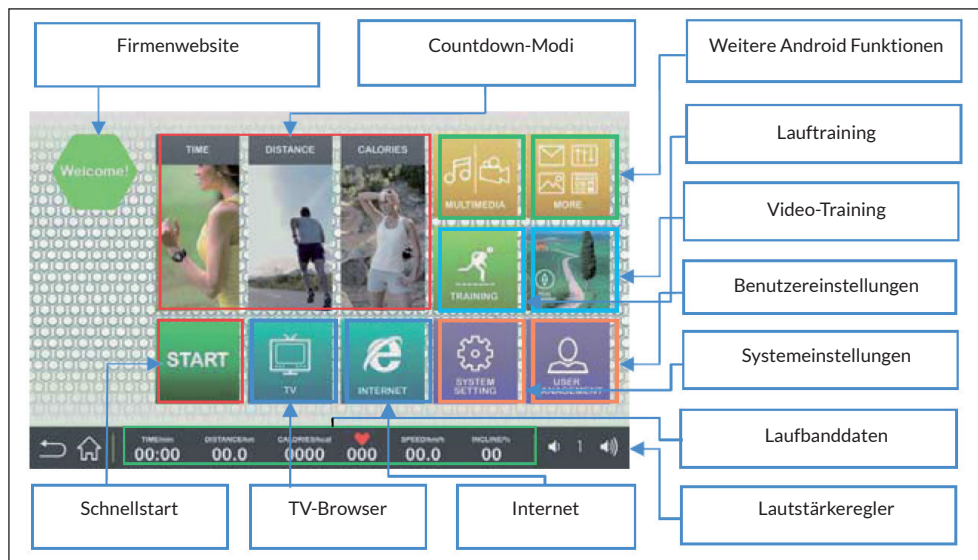 Firmenwebsite
Countdown-Modi
Weitere Android Funktionen
Lauftraining
Video-Training
Benutzereinstellungen
Systemeinstellungen
Laufbanddaten
Lautstärkeregler
Welcome!
TIME
DISTANCE
CALORIES
MULTIMEDIA
MORE
TRAINING
START
TV
INTERNET
SYSTEM
SETTING
USER
MANAGEMENT
TIME/min
DISTANCE/km
CALORIES/kcal
SPEED/km/h
INCLINE/%
00:00
00.0
0000
000
00.0
00
1
Schnellstart
TV-Browser
Internet